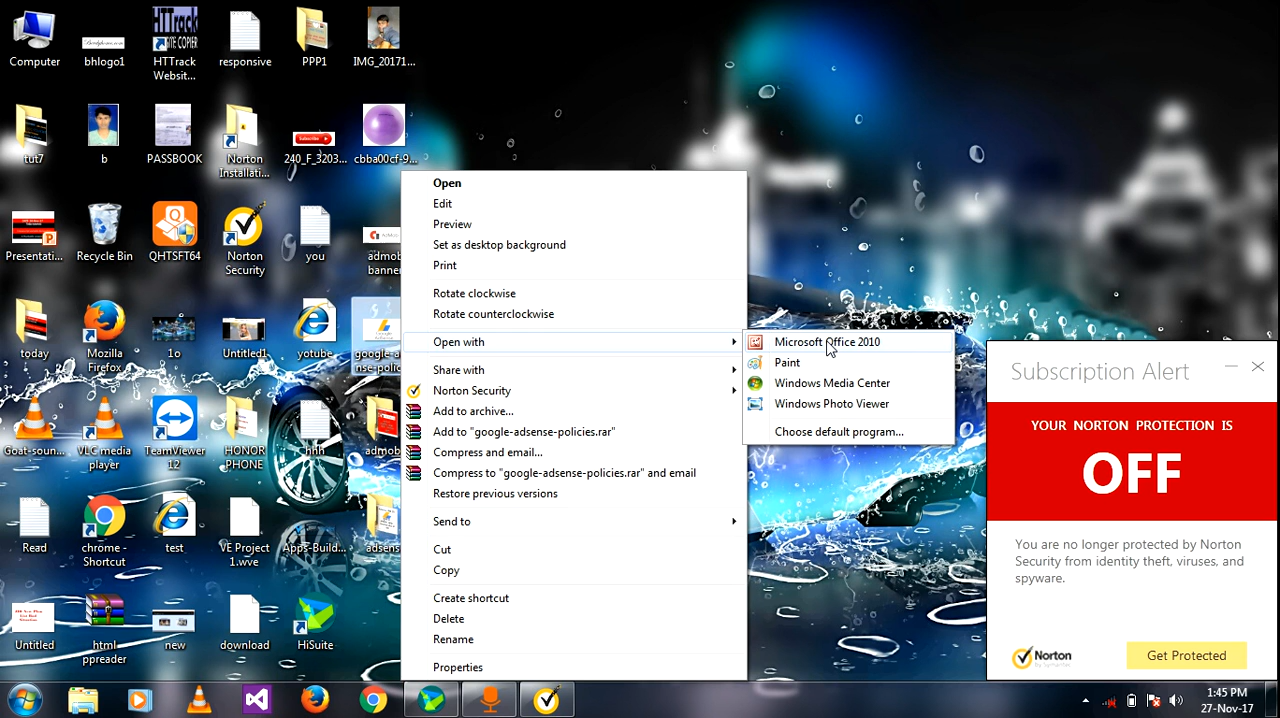 Computer
bhlogo1
HTTrack
Websit...
responsive
PPP1
IMG_20171...
tut7
b
PASSBOOK
Norton
Installati...
Subscribe
240_F_3203...
cbba00cf-9...
Presentati...
Recycle Bin
QHTSFT64
Norton
Security
you
admob
banner
today
Mozilla
Firefox
1o
Untitled1
yotube
google-a...
nse-polic
Goat-soun...
VLC media
player
TeamViewer
12
HONOR
PHONE
hhh
admob
Read
chrome -
Shortcut
test
VE Project
1.wve
Apps-Build...
adsens
Untitled
html
ppreader
new
download
HiSuite
Open
Edit
Preview
Set as desktop background
Print
Rotate clockwise
Rotate counterclockwise
Open with
Share with
Norton Security
Add to archive...
Add to "google-adsense-policies.rar"
Compress and email...
Compress to "google-adsense-policies.rar" and email
Restore previous versions
Send to
Cut
Copy
Create shortcut
Delete
Rename
Properties
Microsoft Office 2010
Paint
Windows Media Center
Windows Photo Viewer
Choose default program...
Subscription Alert
YOUR NORTON PROTECTION IS
OFF
You are no longer protected by Norton
Security from identity theft, viruses, and
spyware.
Norton
Get Protected
1:45 PM
27-Nov-17